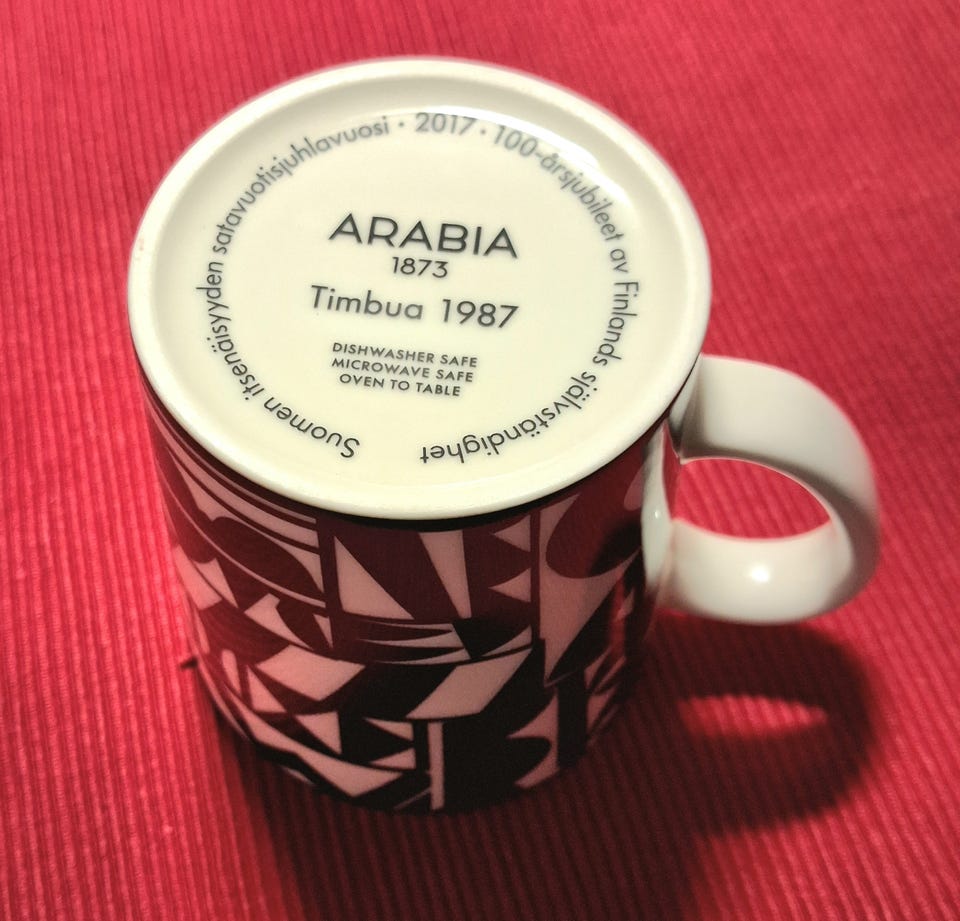 Suomen itsenäisyyden satavuotisjuhlavuosi · 2017 · 100-årsjubileet av Finlands självständighet
ARABIA
1873
Timbua 1987
DISHWASHER SAFE
MICROWAVE SAFE
OVEN TO TABLE